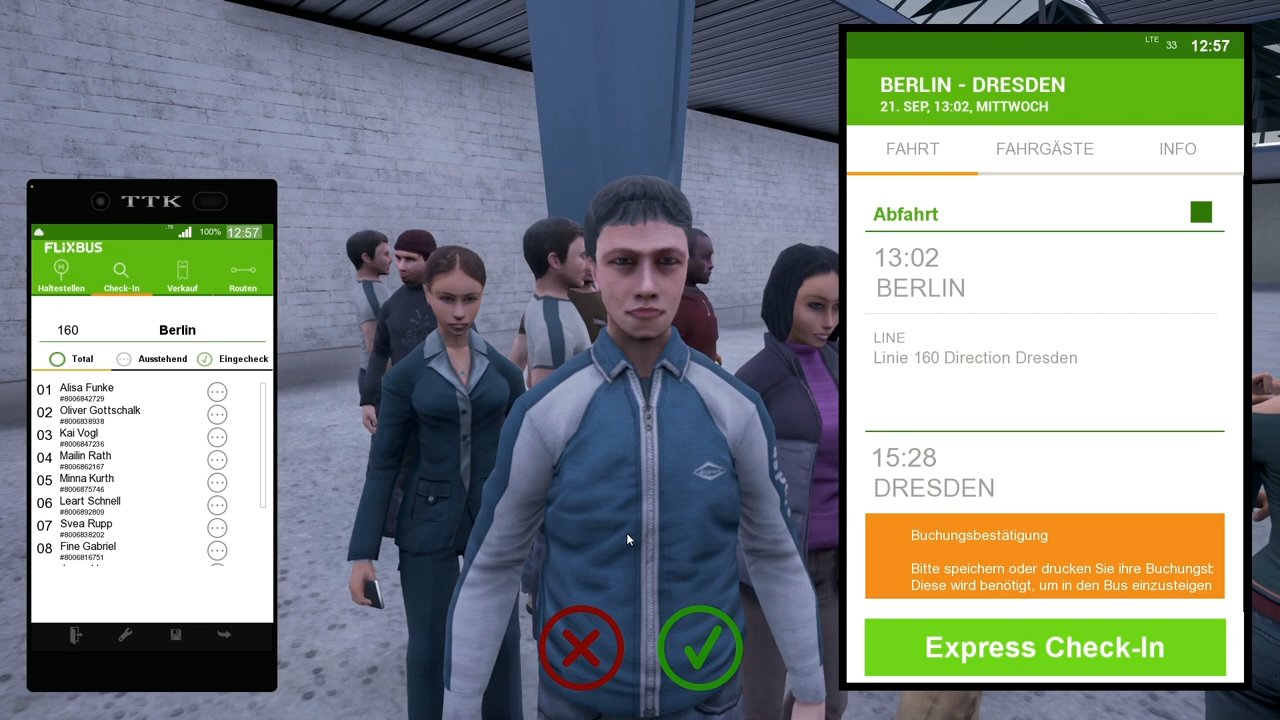 TTK
LTE
100%
12:57
FLiXBUS
H
Haltestellen
Check-In
Verkauf
Routen
160
Berlin
Total
Ausstehend
Eingecheck
01 Alisa Funke
#8006842729
02 Oliver Gottschalk
#8006838938
03 Kai Vogl
#8006847236
04 Mailin Rath
#8006862167
05 Minna Kurth
#8006875746
06 Leart Schnell
#8006892809
07 Svea Rupp
#8006838202
08 Fine Gabriel
#8006816751
LTE 33 12:57
BERLIN - DRESDEN
21. SEP, 13:02, MITTWOCH
FAHRT
FAHRGÄSTE
INFO
Abfahrt
13:02
BERLIN
LINE
Linie 160 Direction Dresden
15:28
DRESDEN
Buchungsbestätigung
Bitte speichern oder drucken Sie ihre Buchungsb
Diese wird benötigt, um in den Bus einzusteigen
Express Check-In